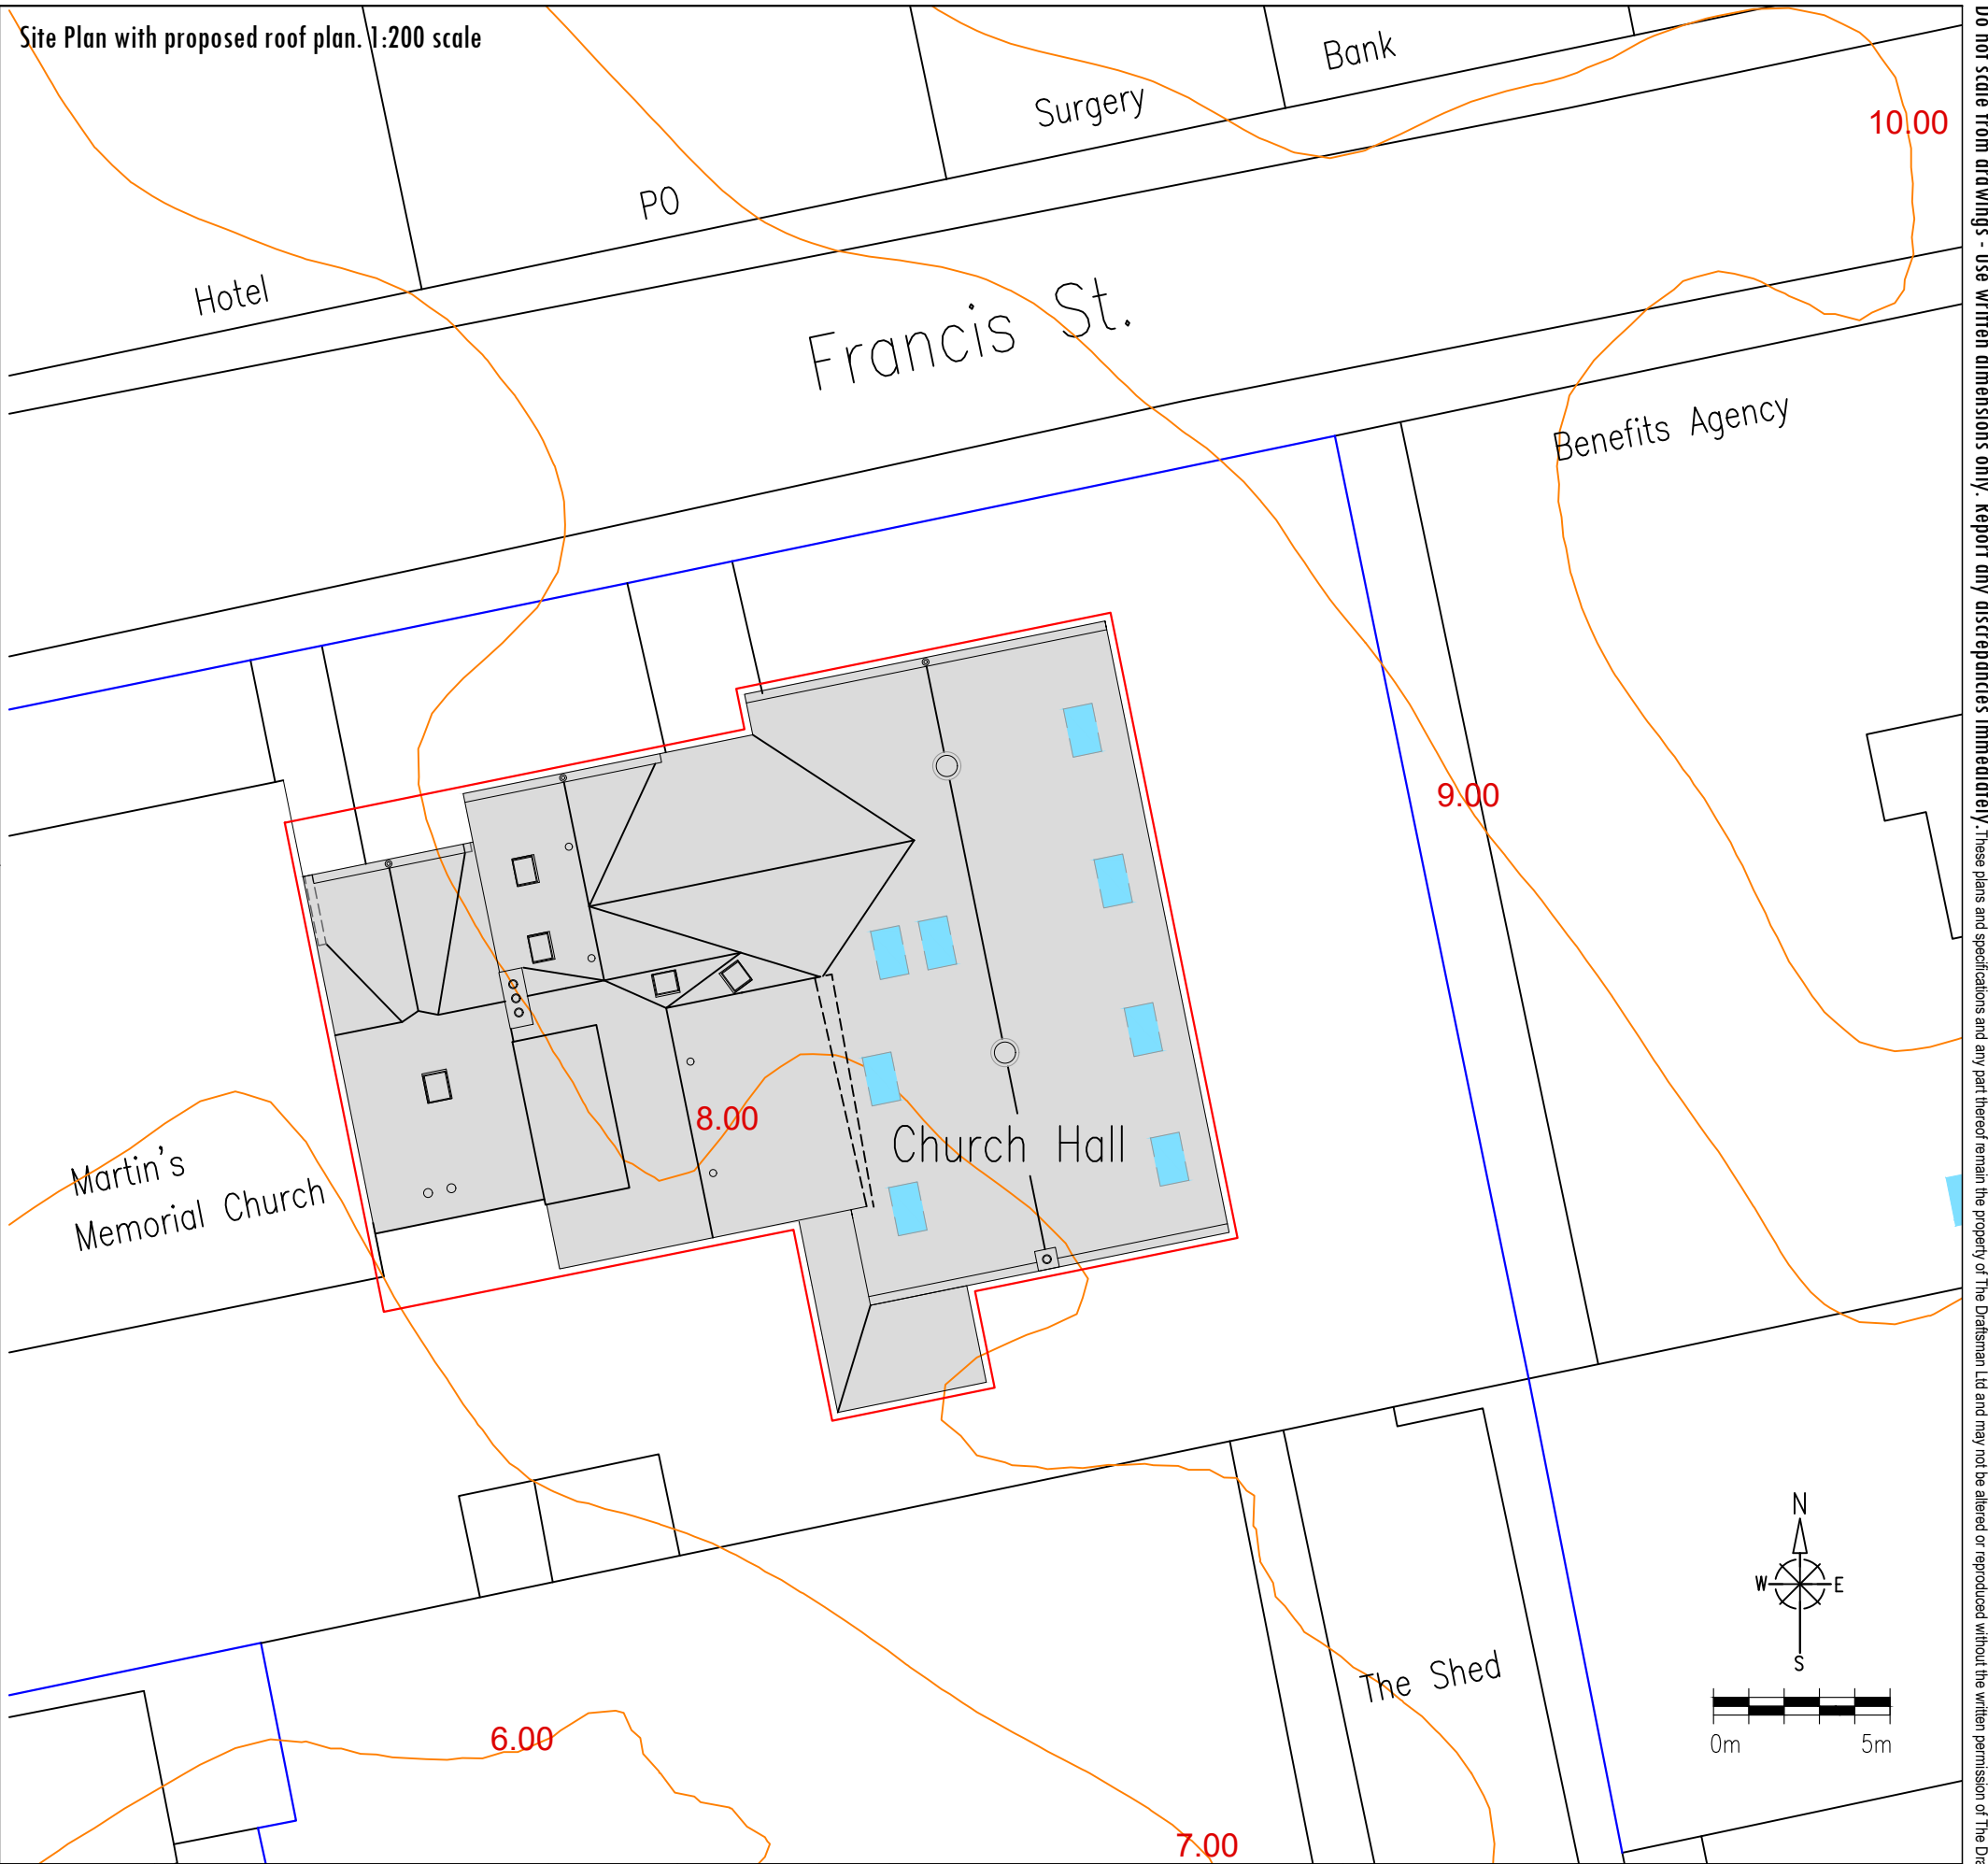 Site Plan with proposed roof plan. 1:200 scale
Bank
Surgery
10.00
PO
Hotel
Francis St.
Benefits Agency
9.00
8.00
Church Hall
Martin's
Memorial Church
N
W E
S
The Shed
0m 5m
6.00
7.00
Do not scale from drawings - use written dimensions only. Report any discrepencies immediately. These plans and specifications and any part thereof remain the property of The Draftsman Ltd and may not be altered or reproduced without the written permission of The